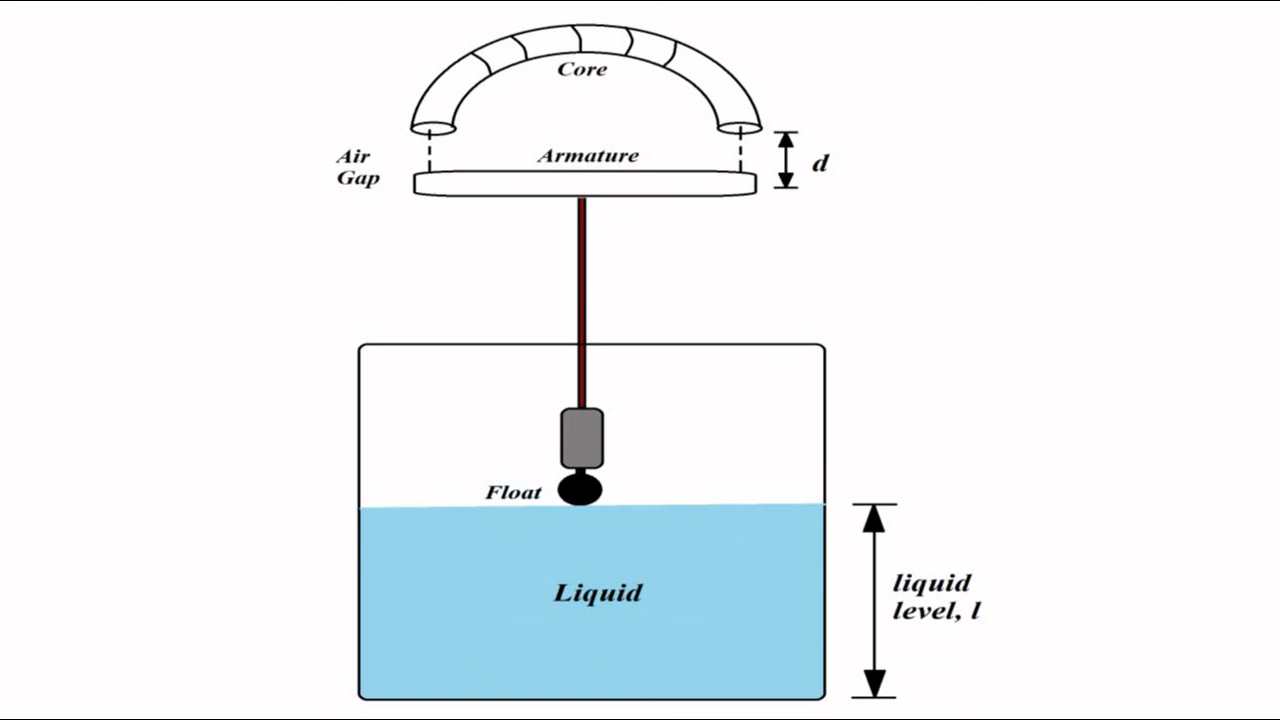 Core
Air
Gap
Armature
d
Float
Liquid
liquid
level, l